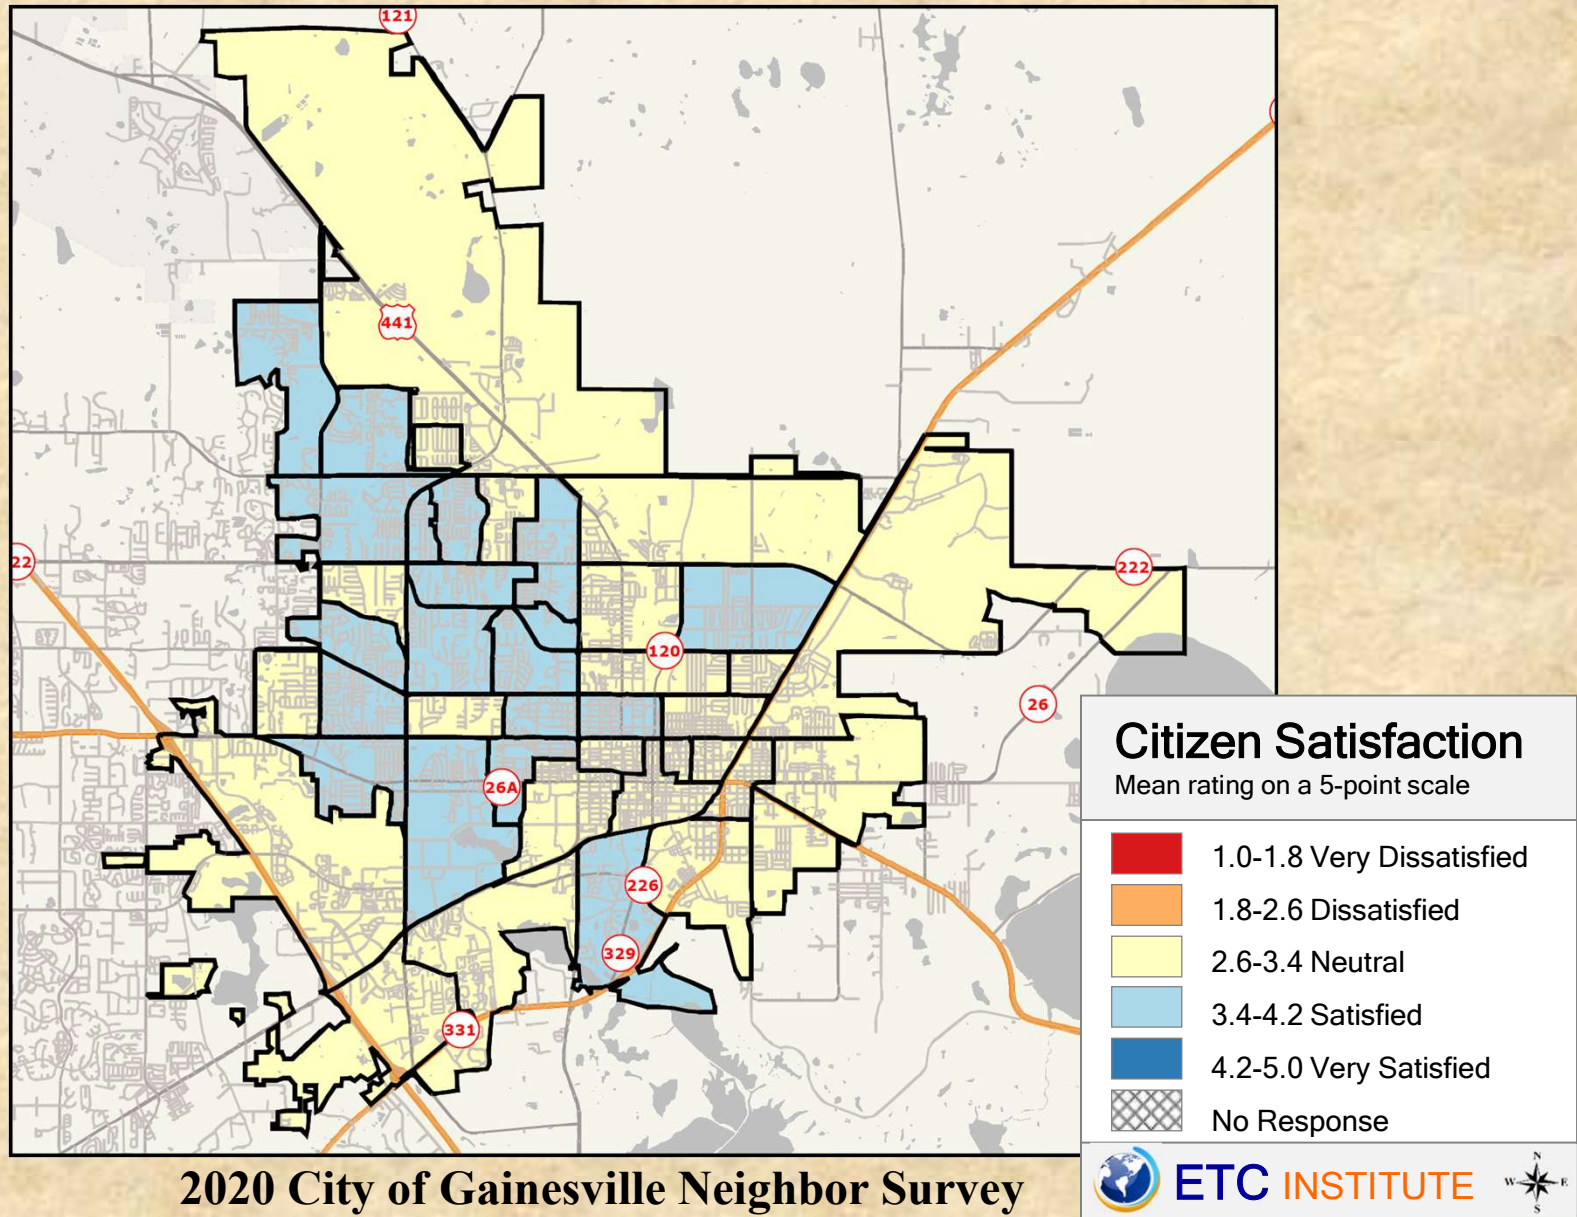 121
441
22
222
120
26
26A
226
329
331
Citizen Satisfaction
Mean rating on a 5-point scale
1.0-1.8 Very Dissatisfied
1.8-2.6 Dissatisfied
2.6-3.4 Neutral
3.4-4.2 Satisfied
4.2-5.0 Very Satisfied
No Response
2020 City of Gainesville Neighbor Survey
ETC INSTITUTE
N
W E
S